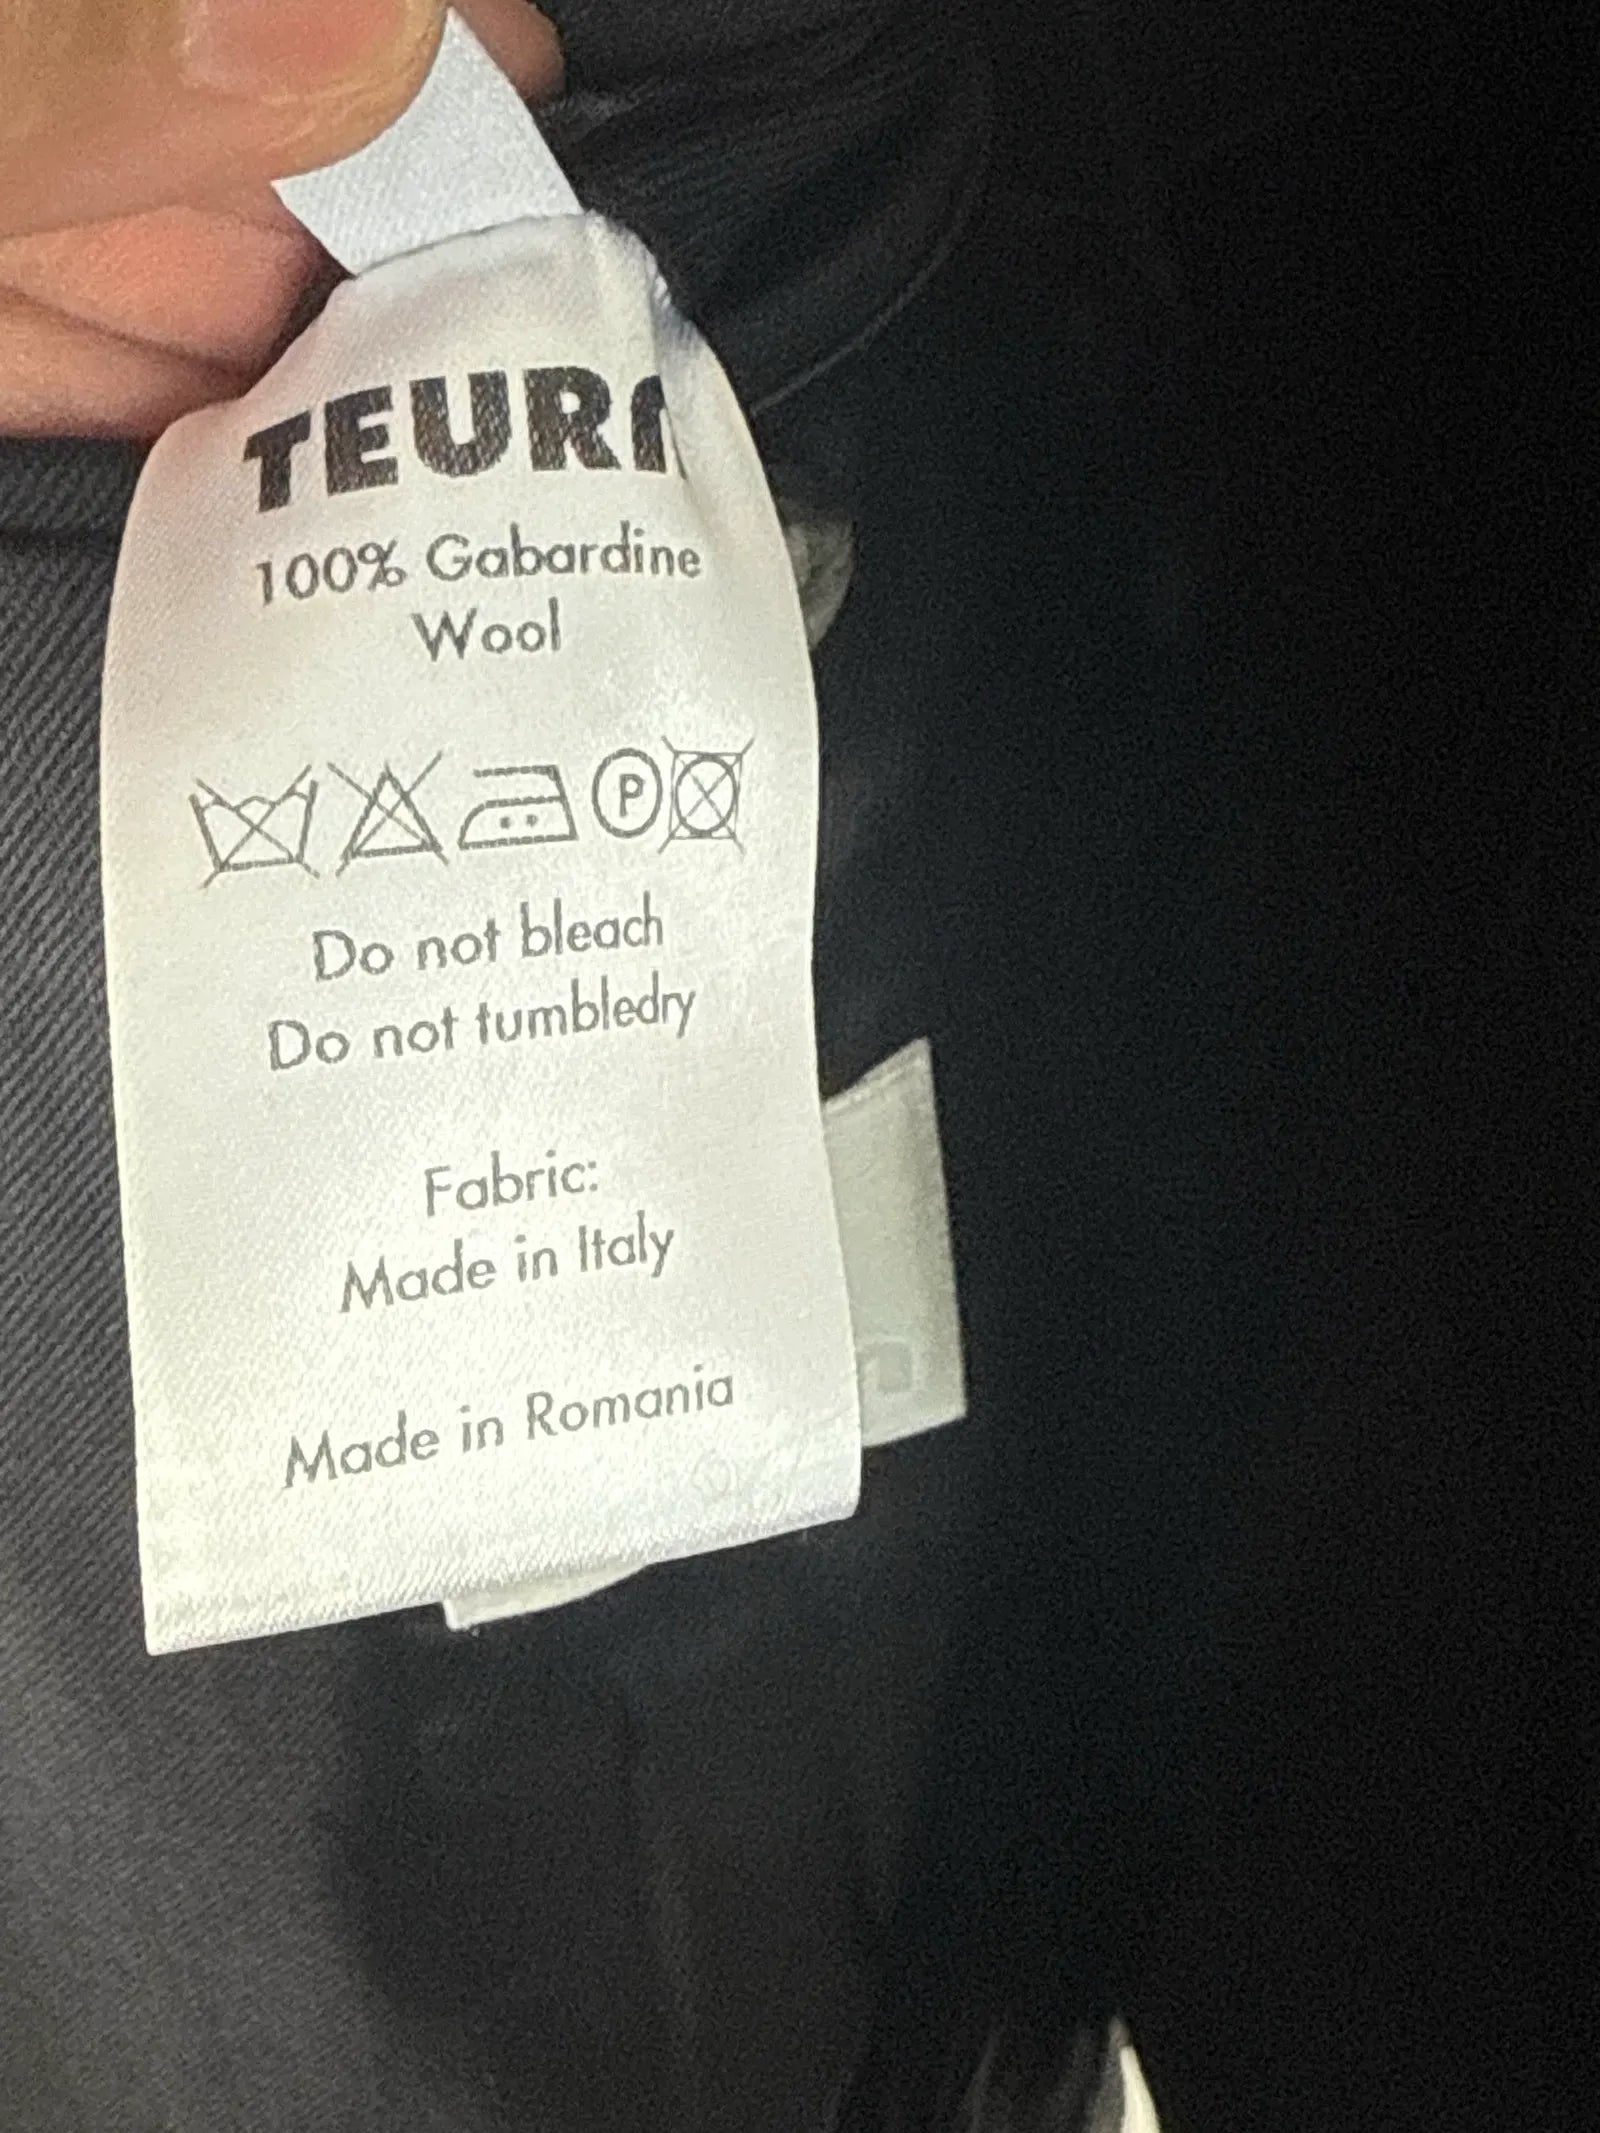 TEUR
100% Gabardine
Wool
P
Do not bleach
Do not tumbledry
Fabric:
Made in Italy
Made in Romania